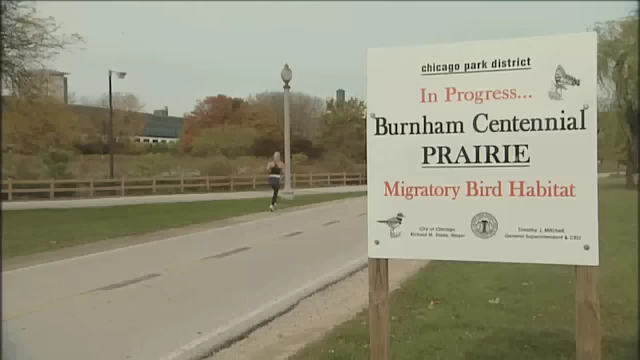 chicago park district
In Progress...
Burnham Centennial
PRAIRIE
Migratory Bird Habitat
City of Chicago
Richard M. Daley, Mayor
Timothy J. Mitchell,
General Superintendent & CEO